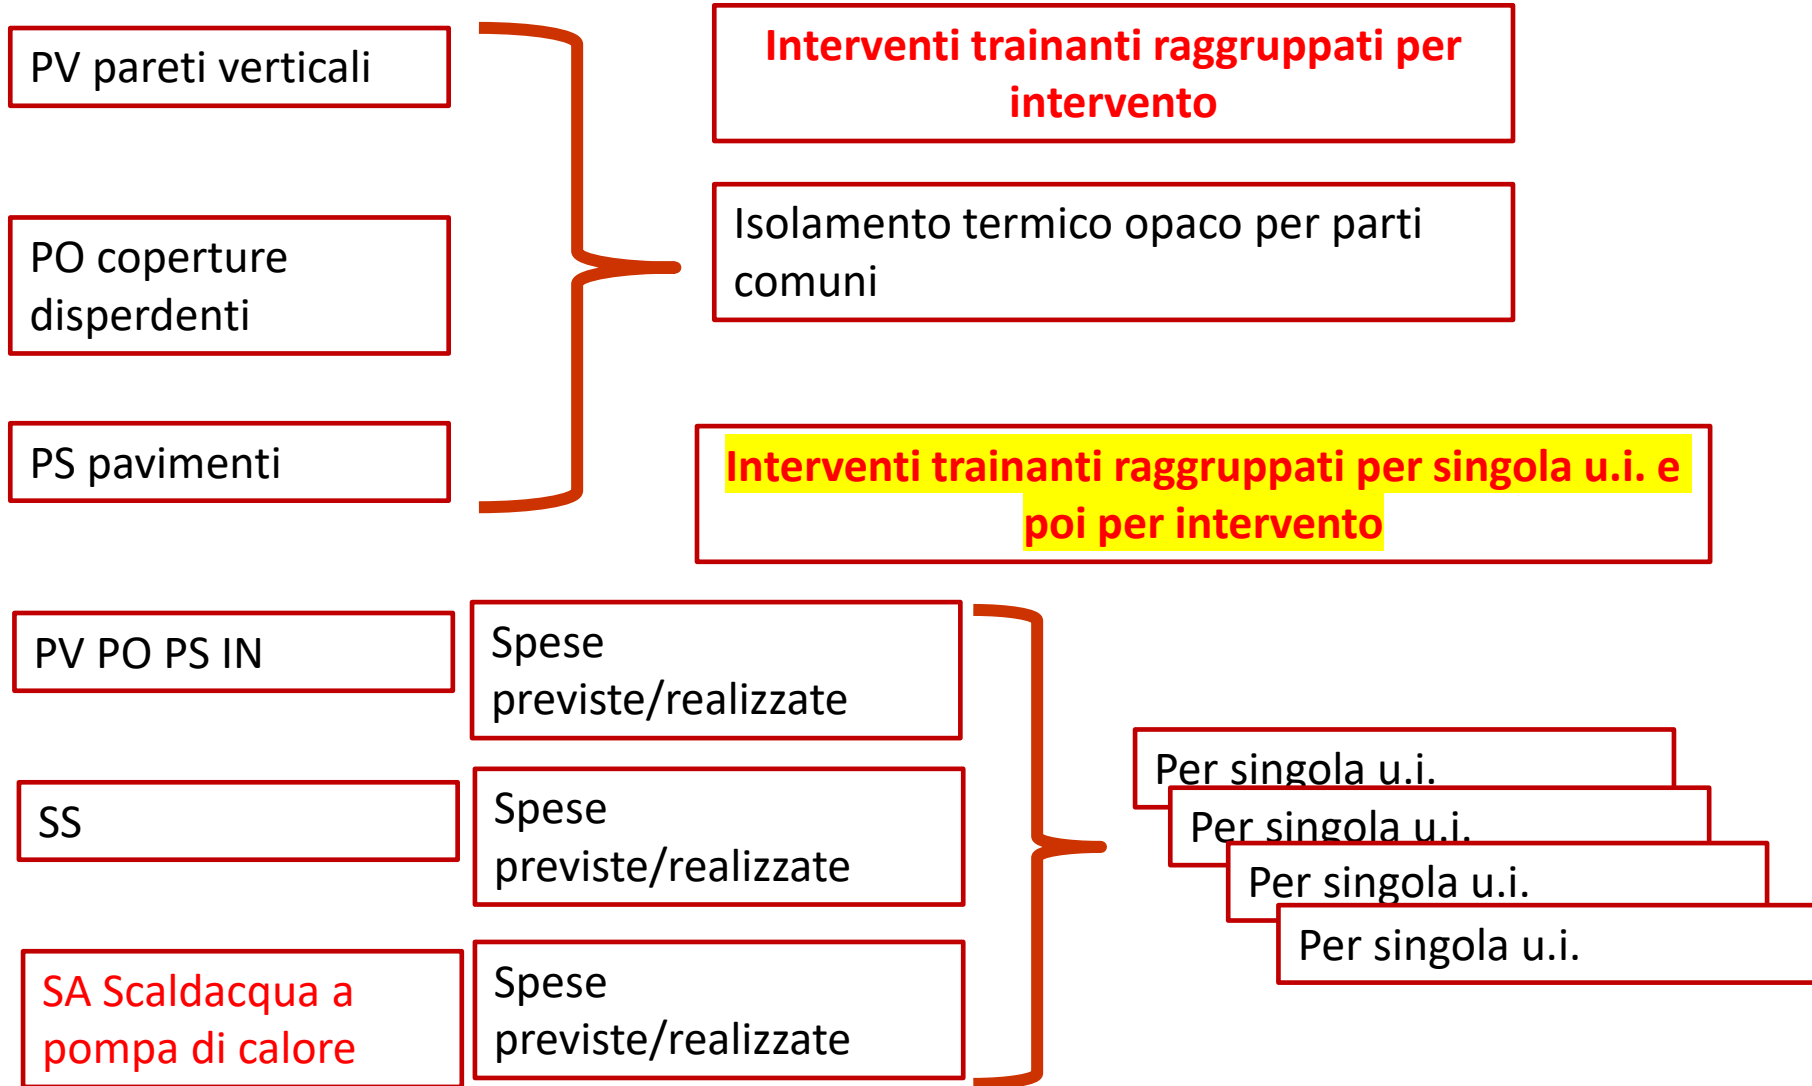 PV pareti verticali
Interventi trainanti raggruppati per
intervento
PO coperture
disperdenti
Isolamento termico opaco per parti
comuni
PS pavimenti
Interventi trainanti raggruppati per singola u.i. e
poi per intervento
PV PO PS IN
Spese
previste/realizzate
SS
Spese
previste/realizzate
SA Scaldacqua a
pompa di calore
Spese
previste/realizzate
Per singola u.i.
Per singola u.i.
Per singola u.i.
Per singola u.i.